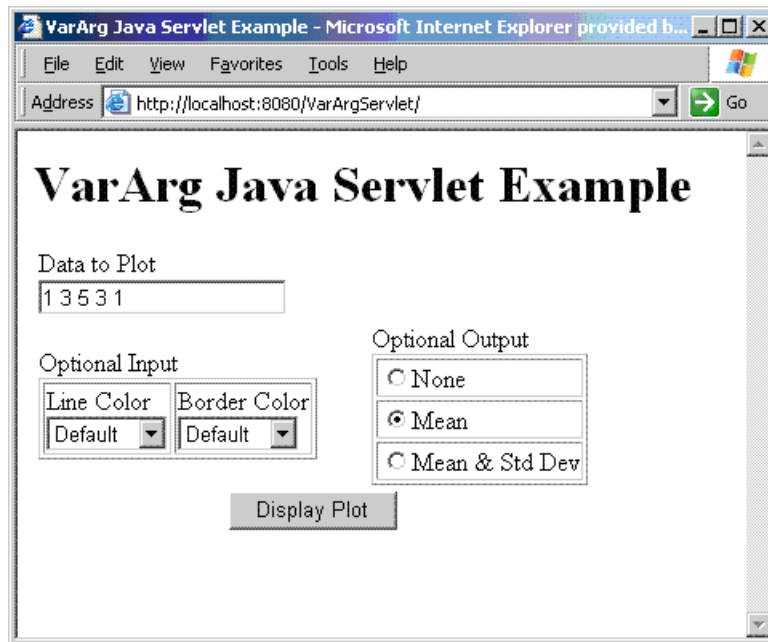 VarArg Java Servlet Example - Microsoft Internet Explorer provided b...
File Edit View Favorites Tools Help
Address http://localhost:8080/VarArgServlet/ Go
VarArg Java Servlet Example
Data to Plot
1 3 5 3 1
Optional Input
Line Color Border Color
Default Default
Optional Output
None
Mean
Mean & Std Dev
Display Plot